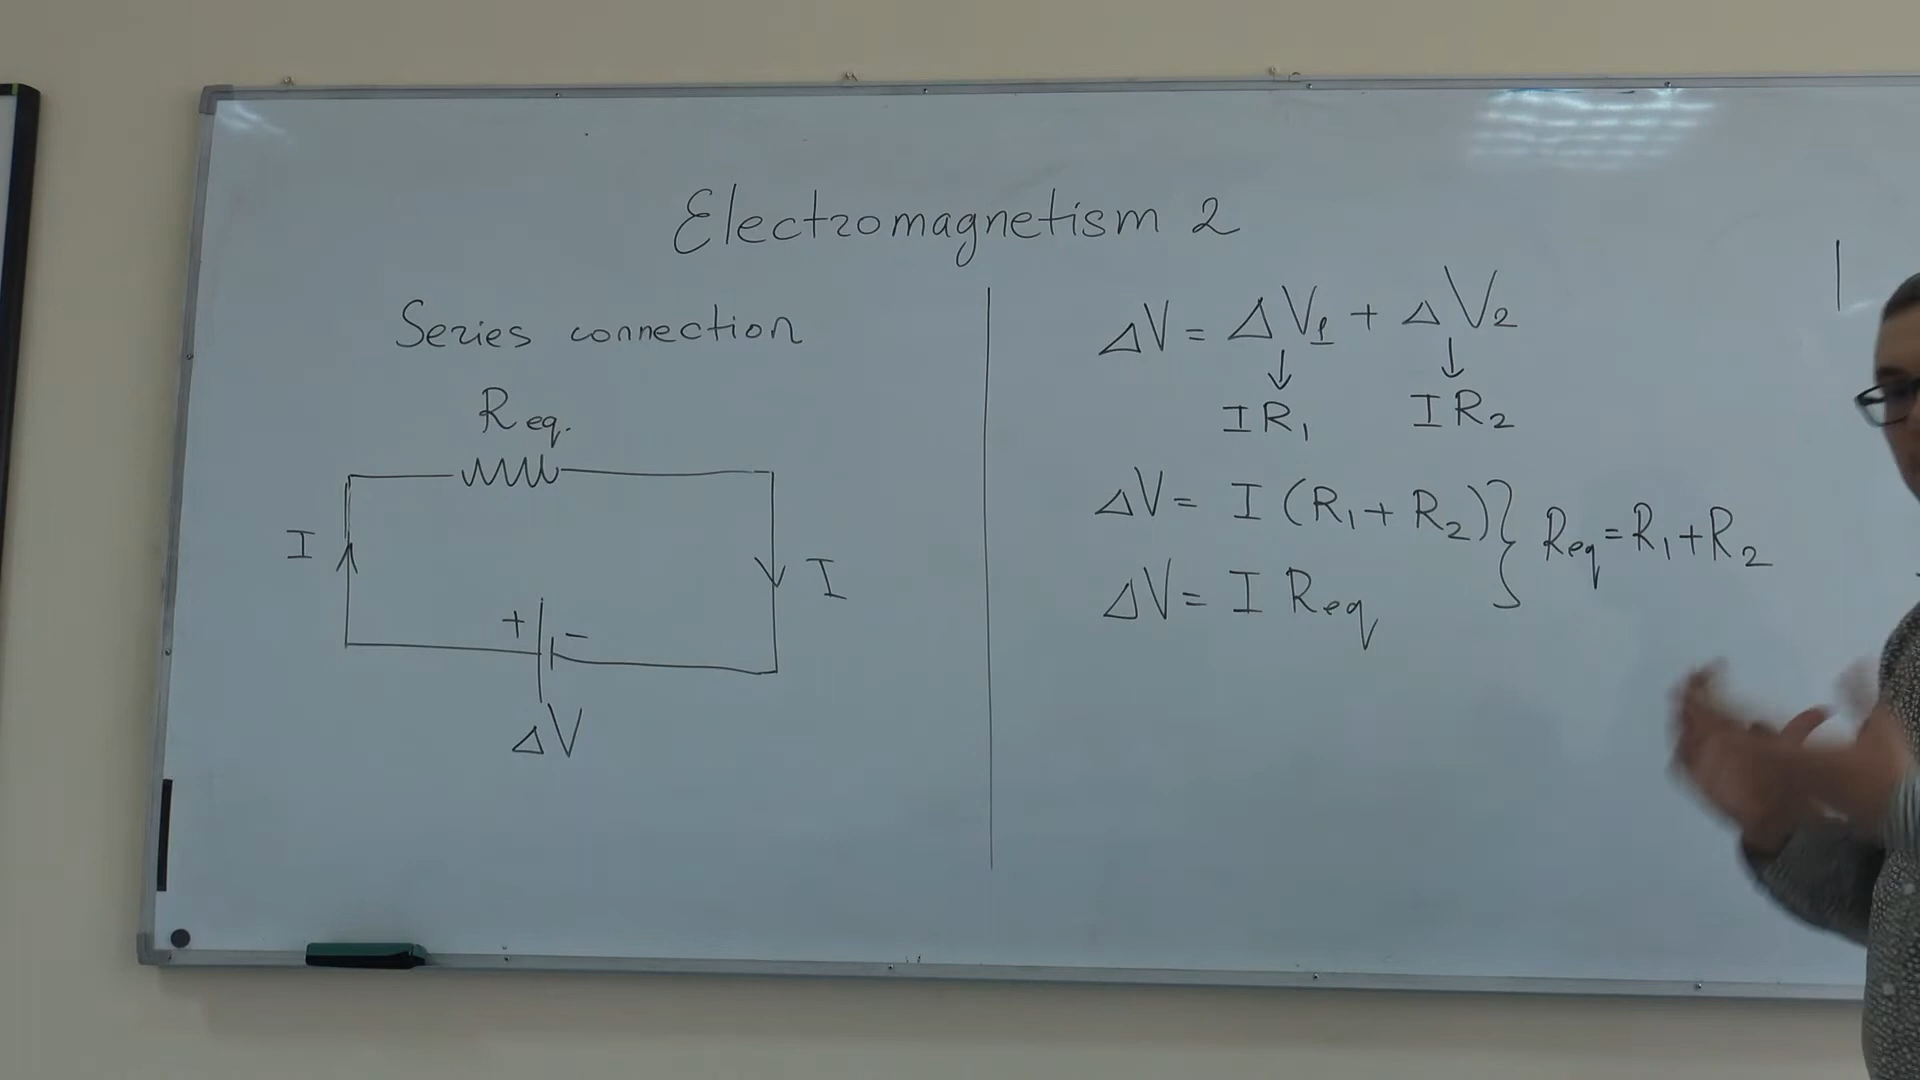 Electromagnetism 2
Series connection
Req.
I
I
+ -
ΔV
ΔV = ΔV1 + ΔV2
↓ ↓
IR1 IR2
ΔV = I (R1 + R2) } Req = R1 + R2
ΔV = I Req